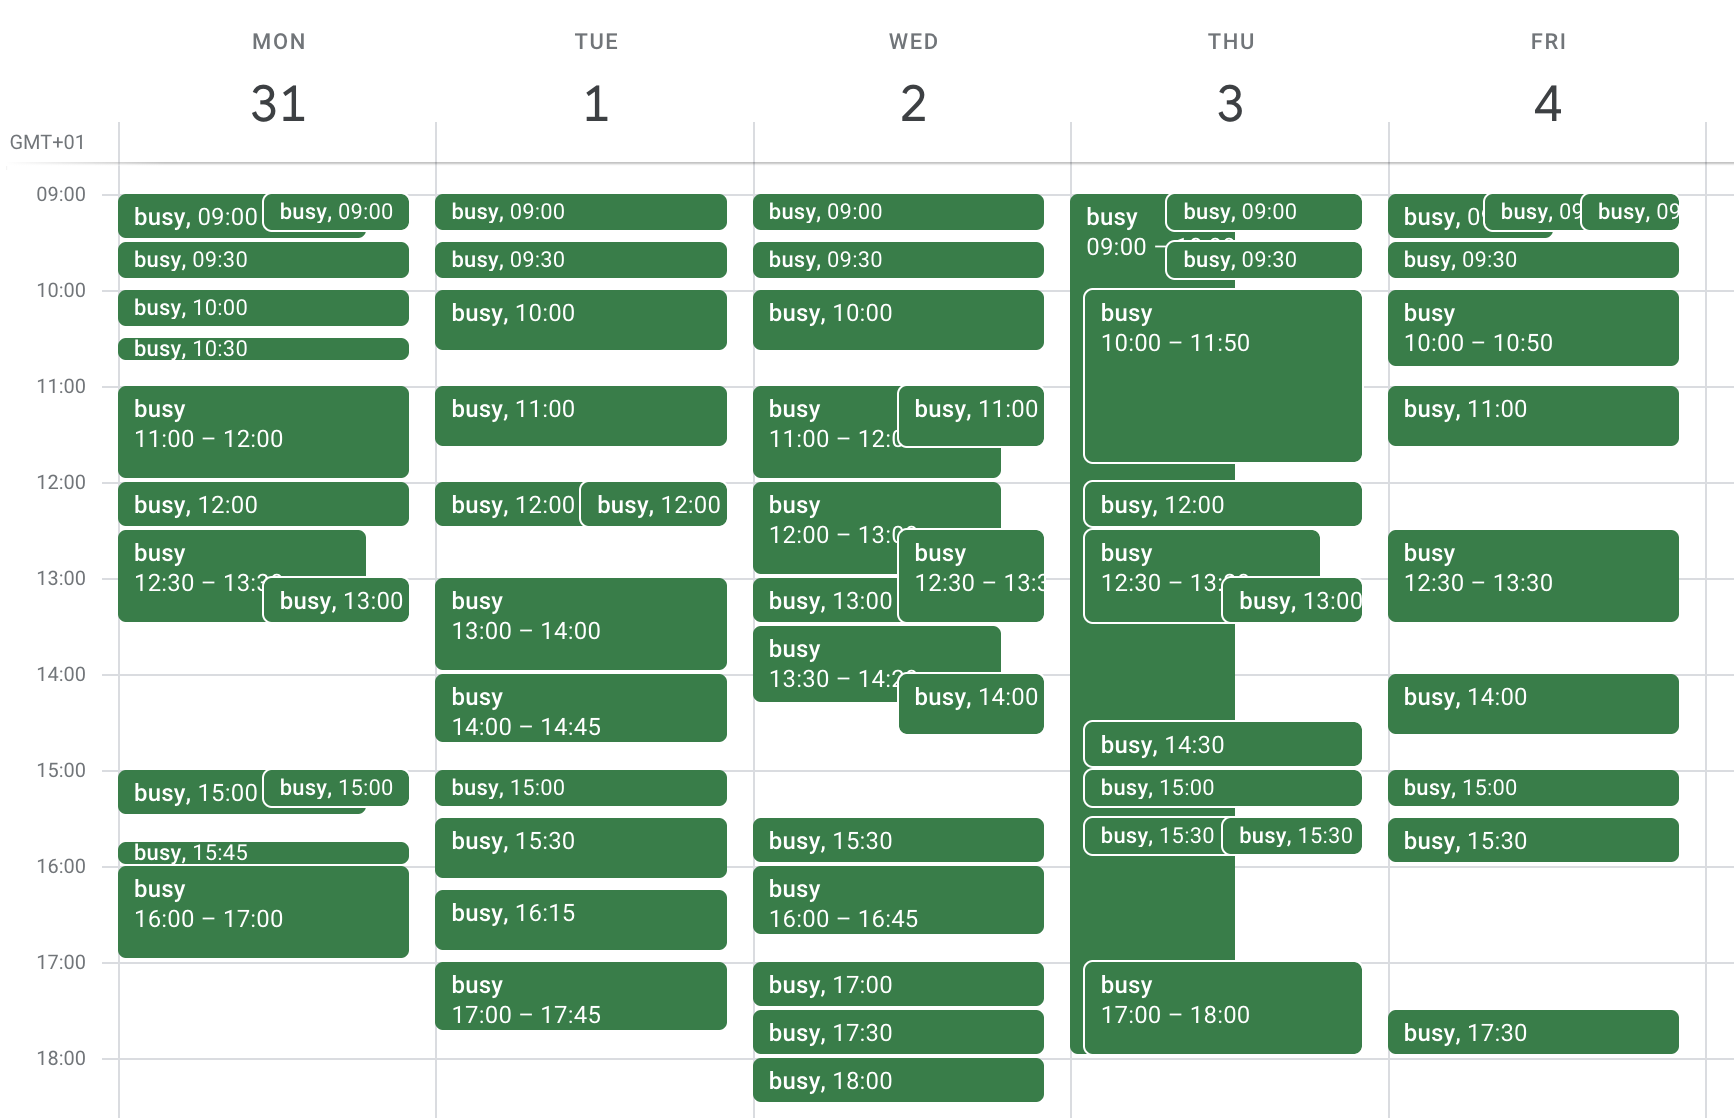 MON
TUE
WED
THU
FRI
31
1
2
3
4
GMT+01
09:00
10:00
11:00
12:00
13:00
14:00
15:00
16:00
17:00
18:00
busy, 09:00
busy, 09:00
busy, 09:30
busy, 10:00
busy, 10:30
busy
11:00 – 12:00
busy, 12:00
busy
12:30 – 13:3
busy, 13:00
busy, 15:00
busy, 15:00
busy, 15:45
busy
16:00 – 17:00
busy, 09:00
busy, 09:30
busy, 10:00
busy, 11:00
busy, 12:00
busy, 12:00
busy
13:00 – 14:00
busy
14:00 – 14:45
busy, 15:00
busy, 15:30
busy, 16:15
busy
17:00 – 17:45
busy, 09:00
busy, 09:30
busy, 10:00
busy
11:00 – 12:0
busy, 11:00
busy
12:00 – 13:0
busy
12:30 – 13:3
busy, 13:00
busy
13:30 – 14:2
busy, 14:00
busy, 15:30
busy
16:00 – 16:45
busy, 17:00
busy, 17:30
busy, 18:00
busy
09:00 –
busy, 09:00
busy, 09:30
busy
10:00 – 11:50
busy, 12:00
busy
12:30 – 13:
busy, 13:00
busy, 14:30
busy, 15:00
busy, 15:30
busy, 15:30
busy
17:00 – 18:00
busy, 0
busy, 09
busy, 09
busy, 09:30
busy
10:00 – 10:50
busy, 11:00
busy
12:30 – 13:30
busy, 14:00
busy, 15:00
busy, 15:30
busy, 17:30